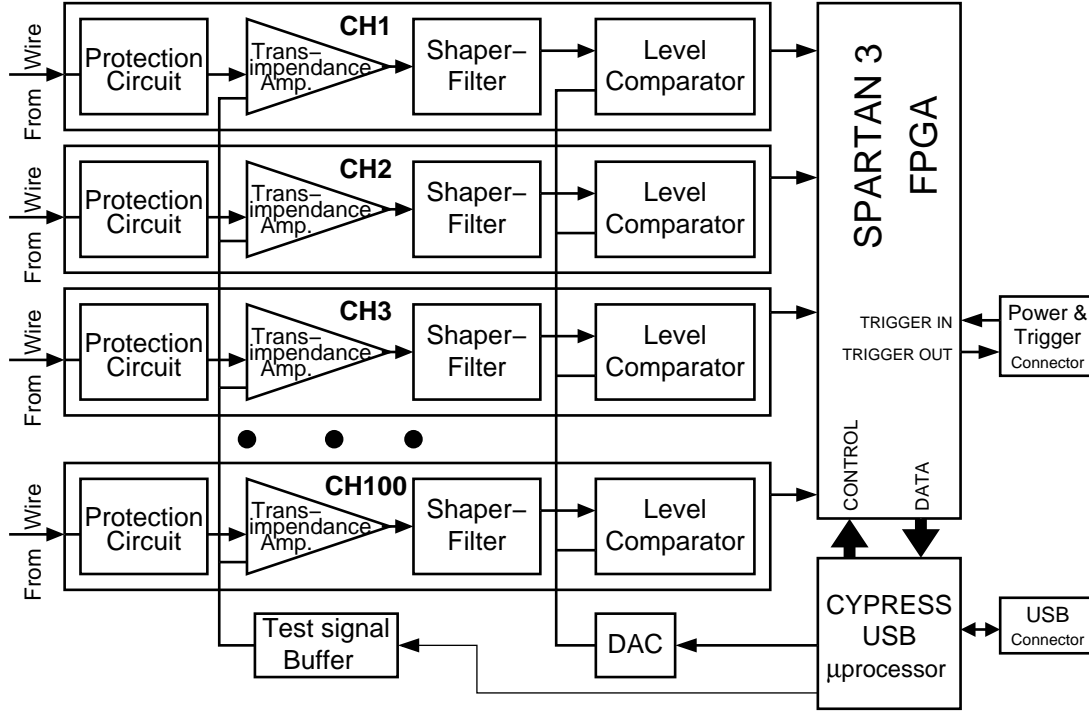 From Wire
Protection
Circuit
CH1
Trans–
impendance
Amp.
Shaper–
Filter
Level
Comparator
From Wire
Protection
Circuit
CH2
Trans–
impendance
Amp.
Shaper–
Filter
Level
Comparator
From Wire
Protection
Circuit
CH3
Trans–
impendance
Amp.
Shaper–
Filter
Level
Comparator
From Wire
Protection
Circuit
CH100
Trans–
impendance
Amp.
Shaper–
Filter
Level
Comparator
SPARTAN 3
FPGA
TRIGGER IN
TRIGGER OUT
CONTROL
DATA
Power &
Trigger
Connector
Test signal
Buffer
DAC
CYPRESS
USB
μprocessor
USB
Connector